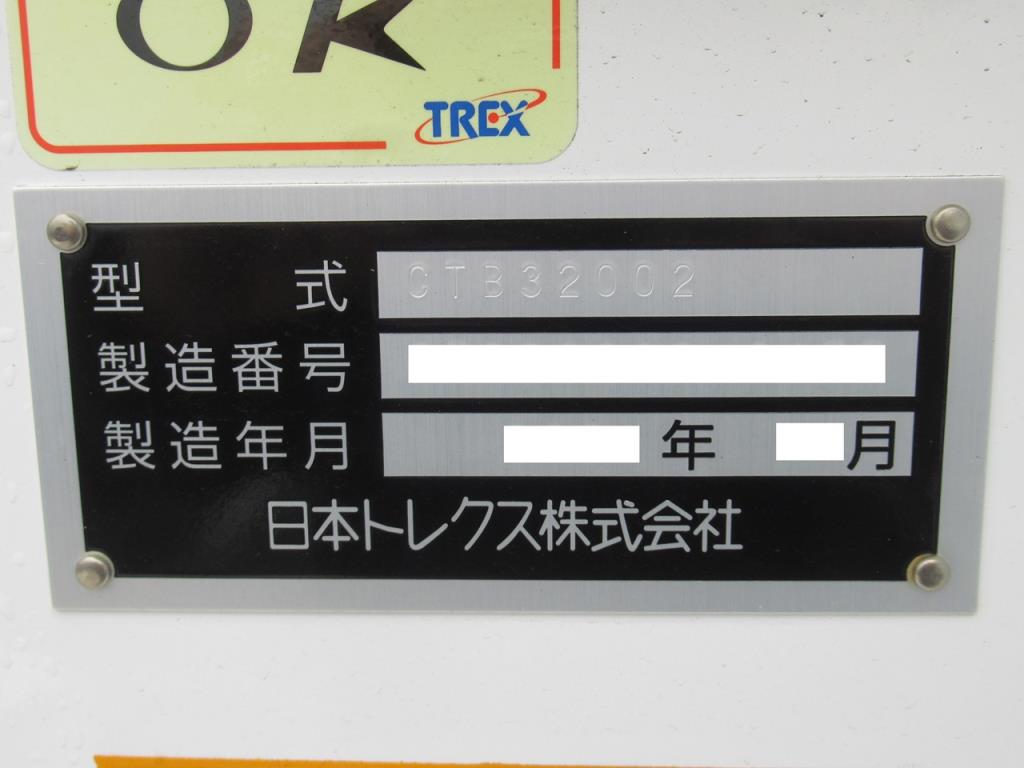 OK
TREX
型式 CTB32002
製造番号
製造年月 年 月
日本トレクス株式会社